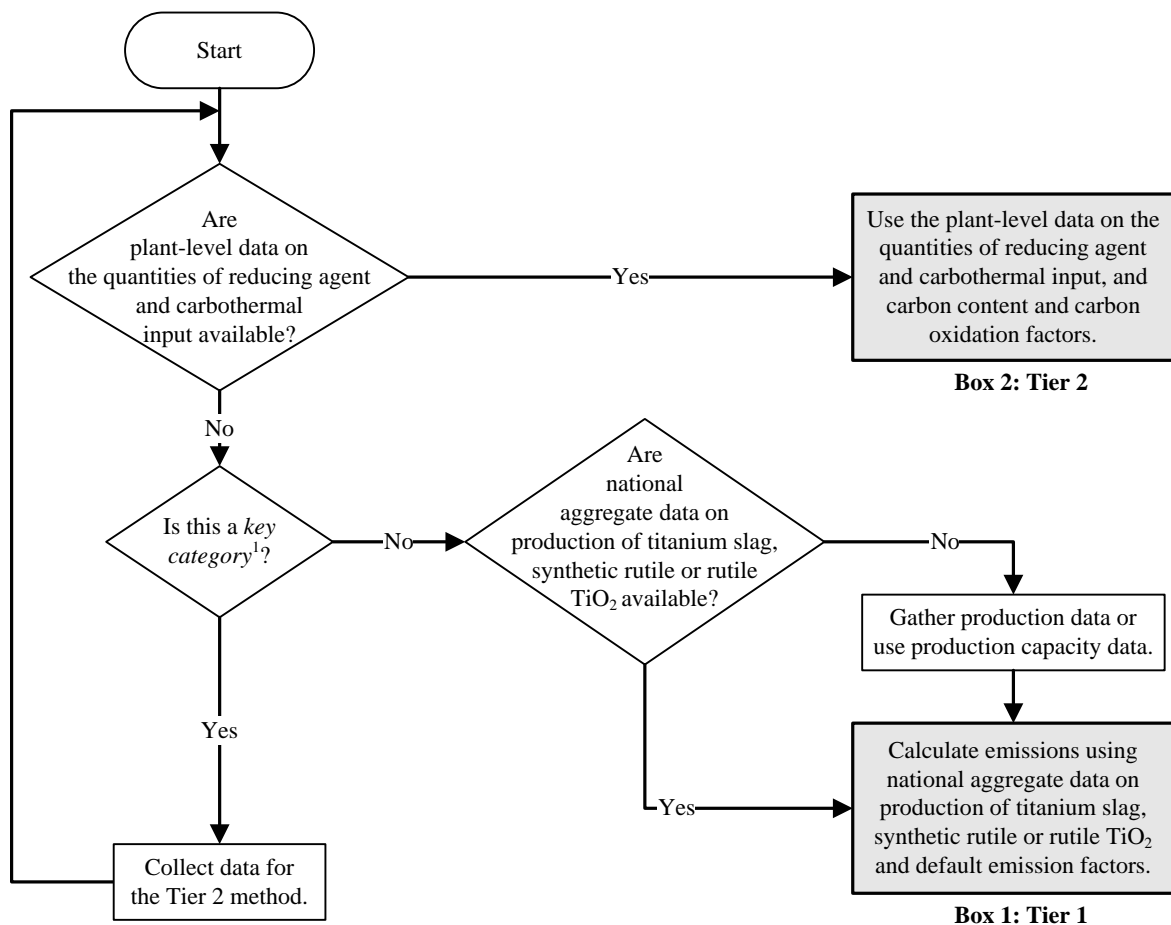 Start
Are
plant-level data on
the quantities of reducing agent
and carbothermal
input available?
Yes
Use the plant-level data on the
quantities of reducing agent
and carbothermal input, and
carbon content and carbon
oxidation factors.
Box 2: Tier 2
No
Is this a key
category¹?
No
Are
national
aggregate data on
production of titanium slag,
synthetic rutile or rutile
TiO₂ available?
No
Gather production data or
use production capacity data.
Yes
Yes
Calculate emissions using
national aggregate data on
production of titanium slag,
synthetic rutile or rutile TiO₂
and default emission factors.
Box 1: Tier 1
Collect data for
the Tier 2 method.